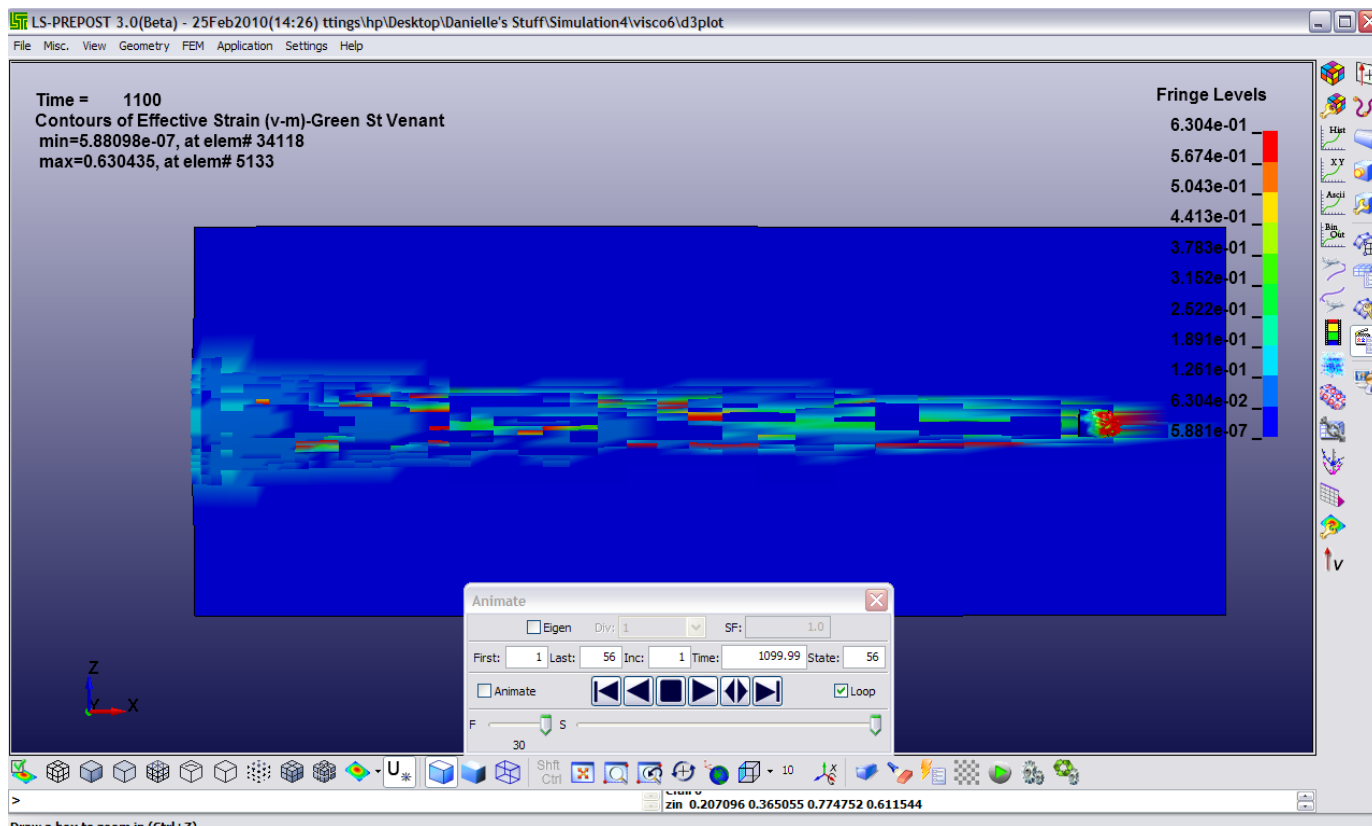 LS-PREPOST 3.0(Beta) - 25Feb2010(14:26) ttings\hp\Desktop\Danielle's Stuff\Simulation4\visco6\d3plot
File Misc. View Geometry FEM Application Settings Help
Time = 1100
Contours of Effective Strain (v-m)-Green St Venant
min=5.88098e-07, at elem# 34118
max=0.630435, at elem# 5133
Fringe Levels
6.304e-01
5.674e-01
5.043e-01
4.413e-01
3.783e-01
3.152e-01
2.522e-01
1.891e-01
1.261e-01
6.304e-02
5.881e-07
Hist
X Y
Ascii
Bin
Out
V
Z
Y X
Animate
Eigen Div: 1 SF: 1.0
First: 1 Last: 56 Inc: 1 Time: 1099.99 State: 56
Animate Loop
F S
30
U*
Shft
Ctrl
10
>
zin 0.207096 0.365055 0.774752 0.611544
Draw a box to zoom in (Ctrl+Z)